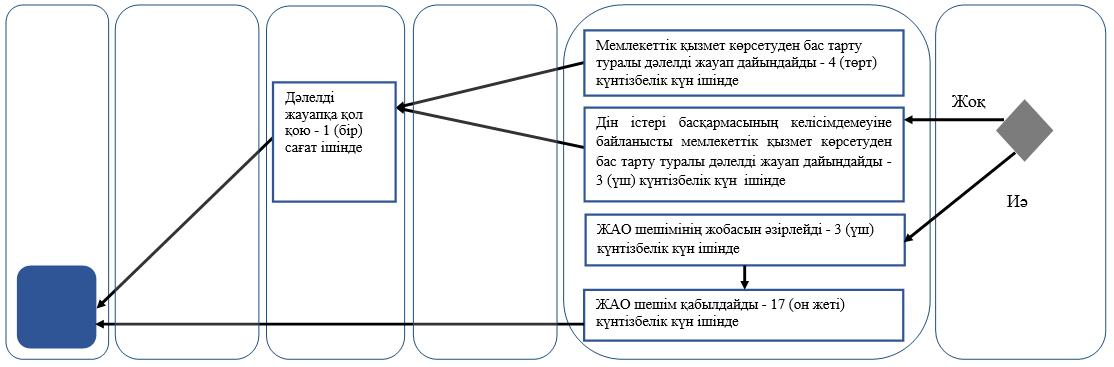 Мемлекеттік қызмет көрсетуден бас тарту
туралы дәлелді жауап дайындайды - 4 (төрт)
күнтізбелік күн ішінде
Дәлелді
жауапқа қол
қою - 1 (бір)
сағат ішінде
Жоқ
Дін істері басқармасының келісімдемеуіне
байланысты мемлекеттік қызмет көрсетуден
бас тарту туралы дәлелді жауап дайындайды -
3 (үш) күнтізбелік күн ішінде
Иә
ЖАО шешімінің жобасын әзірлейді - 3 (үш)
күнтізбелік күн ішінде
ЖАО шешім қабылдайды - 17 (он жеті)
күнтізбелік күн ішінде